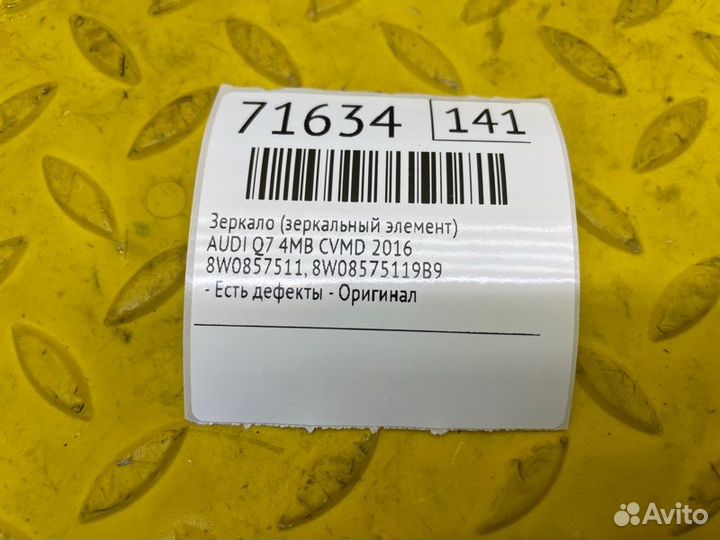 71634 141
Зеркало (зеркальный элемент)
AUDI Q7 4MB CVMD 2016
8W0857511, 8W08575119B9
- Есть дефекты - Оригинал
Avito